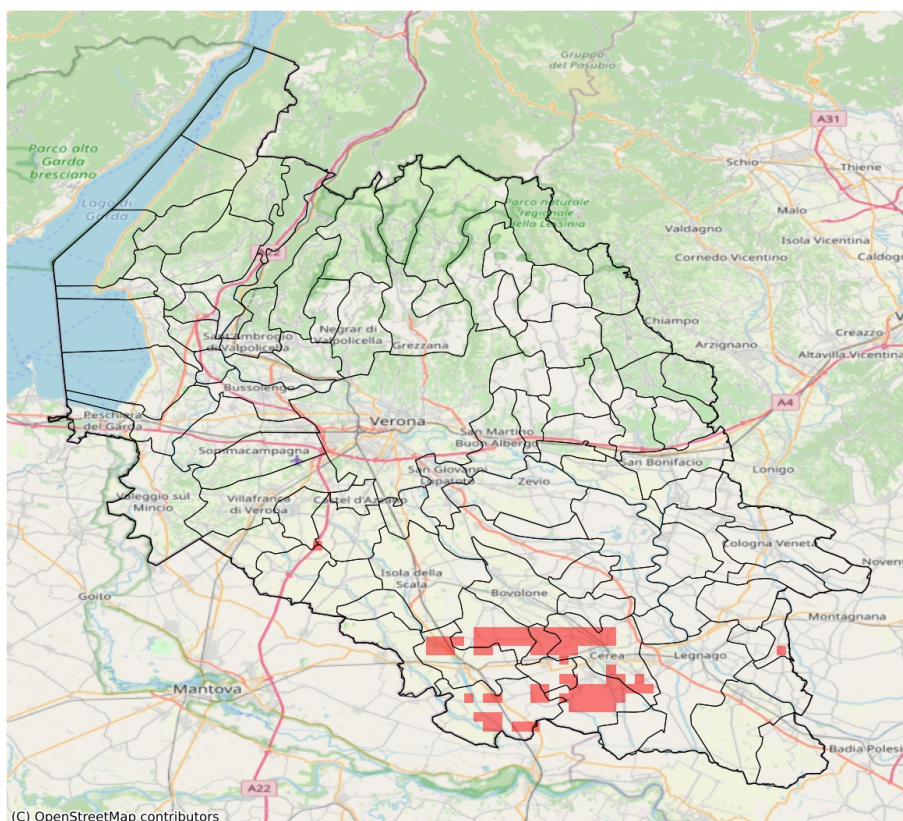 Gruppo
del Pasubio
A31
Schio
Thiene
Parco alto
Garda
bresciano
Lago di
Garda
Parco naturale
regionale
della Lessinia
Malo
Valdagno
Isola Vicentina
Cornedo Vicentino
Caldogn
A22
Chiampo
Sant'Ambrogio
di Valpolicella
Negrar di
Valpolicella
Grezzana
Arzignano
Creazzo
Altavilla Vicentina
Bussolengo
A4
Peschiera
del Garda
Verona
San Martino
Buon Albergo
Sommacampagna
San Giovanni
Lupatoto
San Bonifacio
Lonigo
Zevio
Valeggio sul
Mincio
Villafranca
di Verona
Castel d'Azzano
Cologna Veneta
Noven
Isola della
Scala
Goito
Bovolone
Montagnana
Cerea
Legnago
Mantova
Badia Polesi
A22
(C) OpenStreetMap contributors